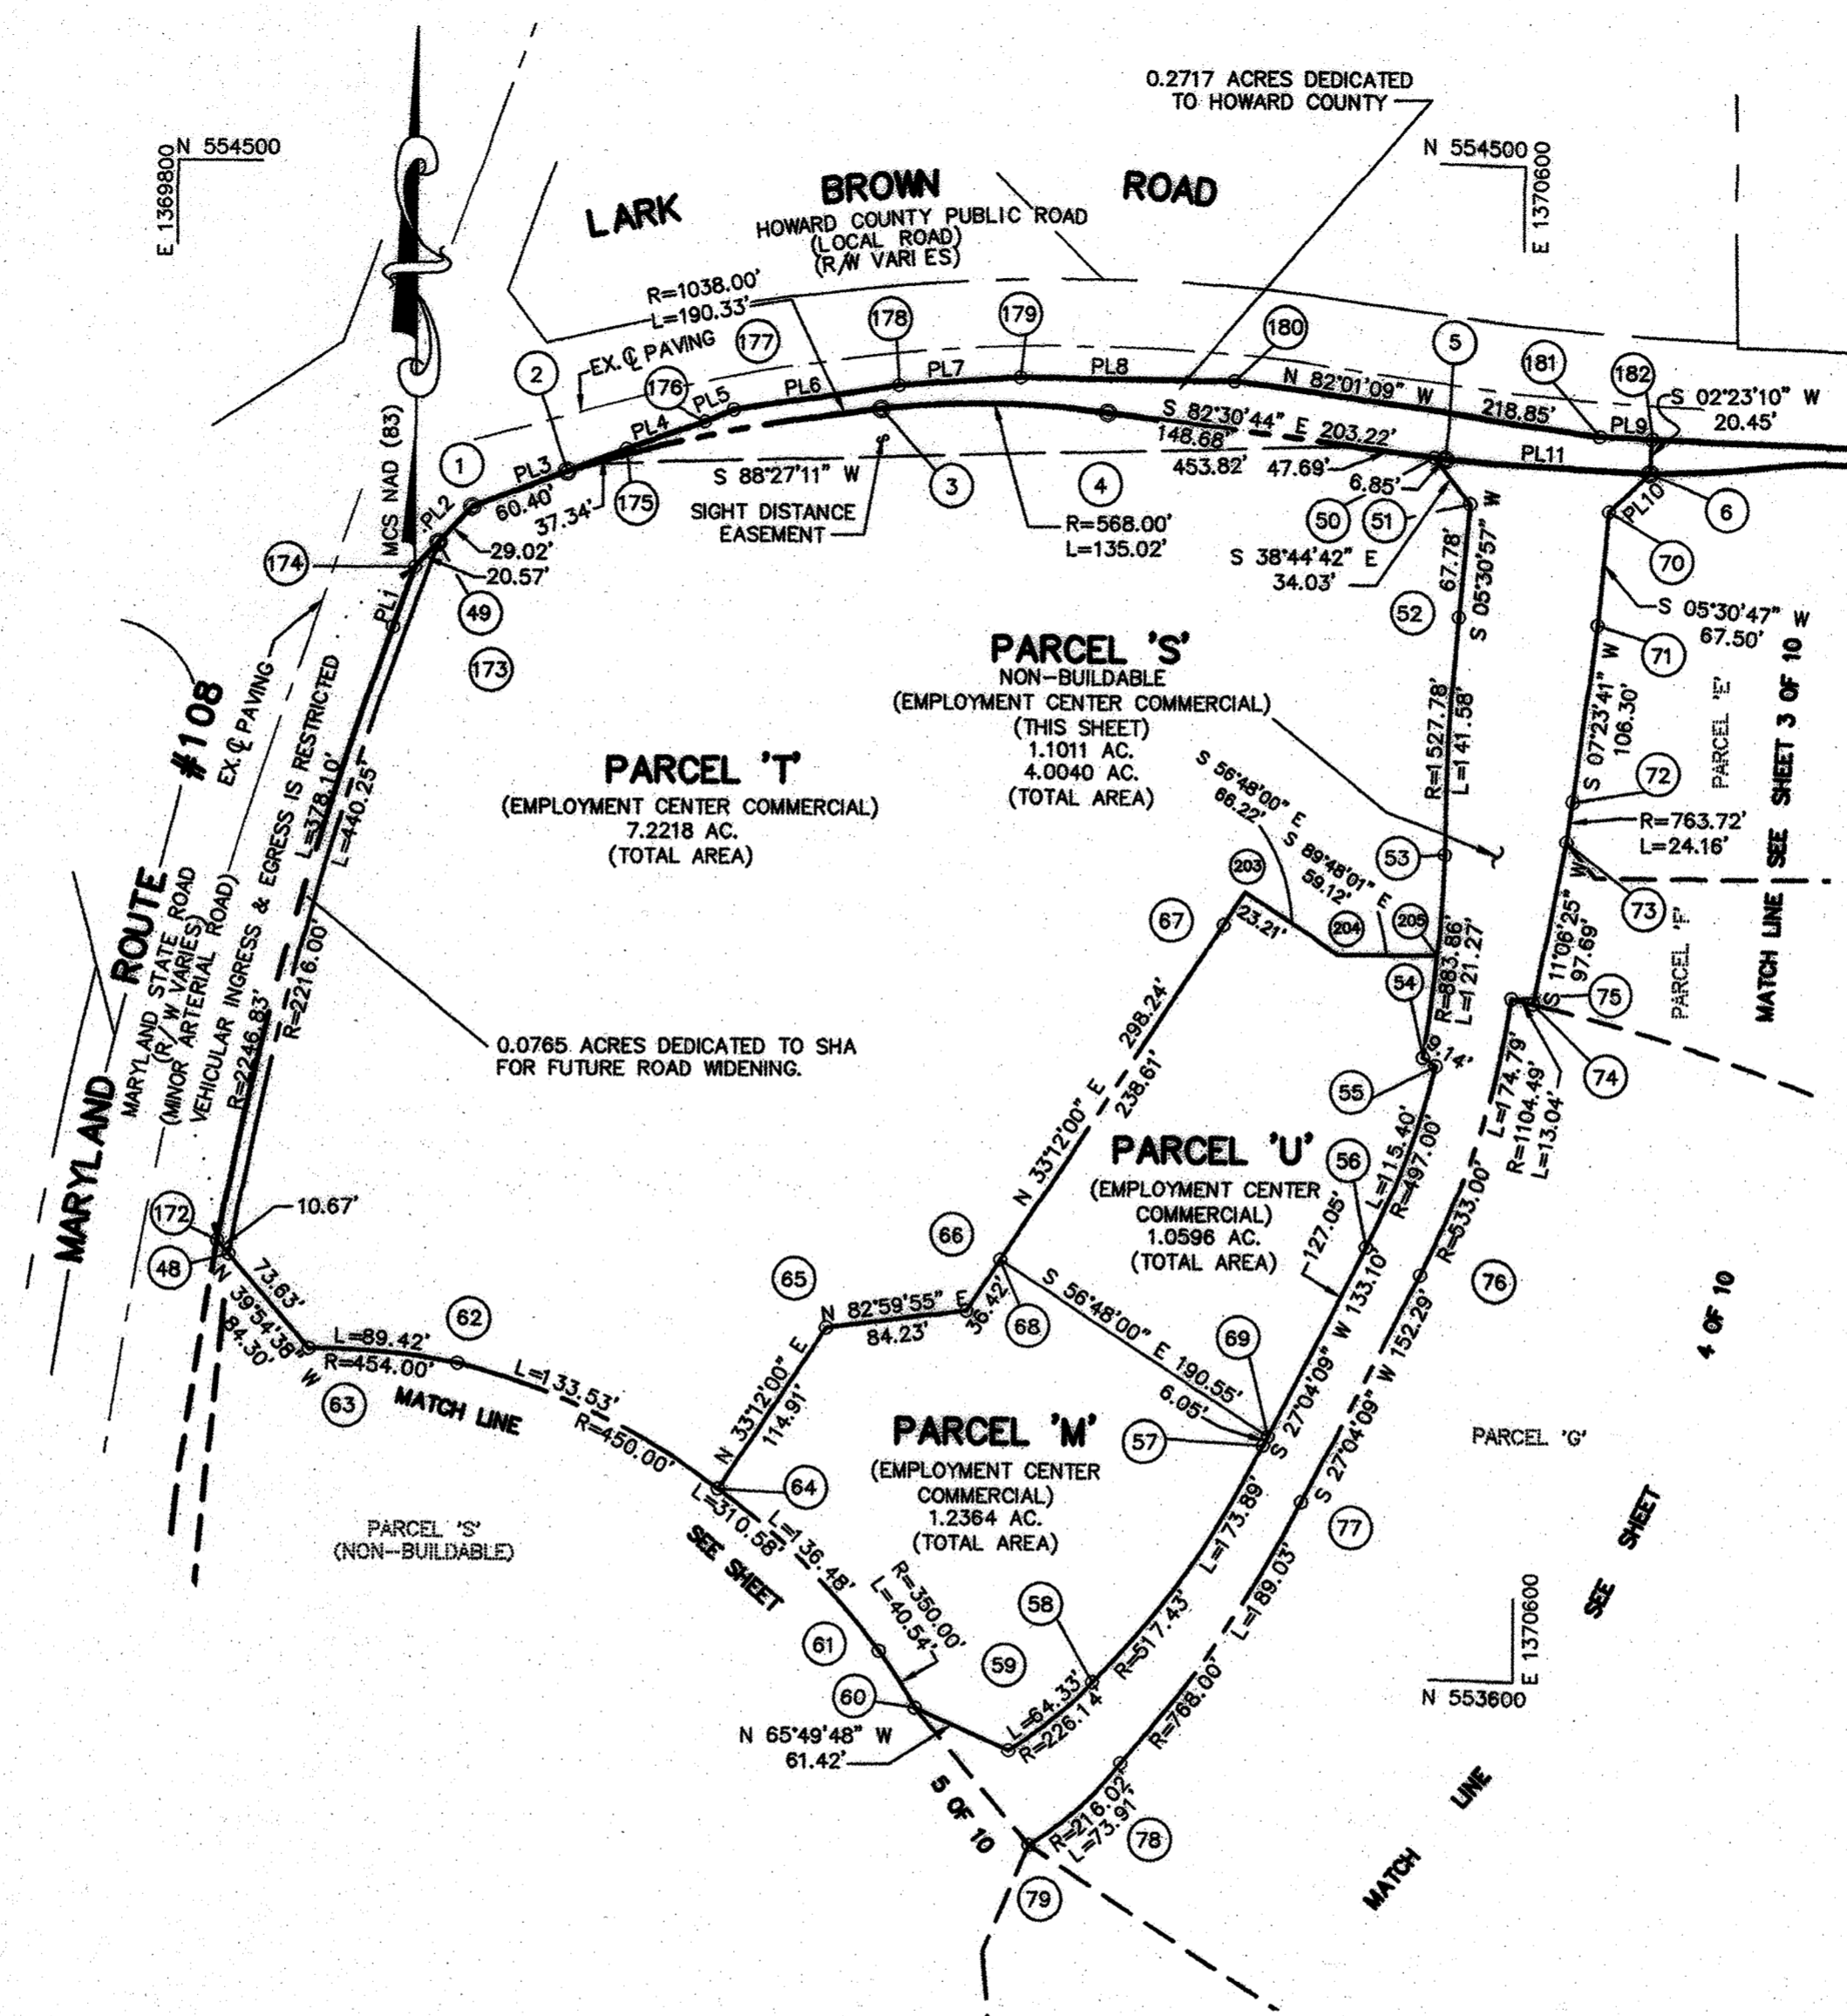 0.2717 ACRES DEDICATED
TO HOWARD COUNTY
N 554500
E 1369800
N 554500
E 1370600
LARK BROWN ROAD
HOWARD COUNTY PUBLIC ROAD
(LOCAL ROAD)
(R/W VARIES)
R=1038.00'
L=190.33'
177
178
179
180
5
181
182
S 02°23'10" W
20.45'
EX. ℄ PAVING
2
176
PL5
PL6
PL7
PL8
N 82°01'09" W
218.85'
PL9
PL4
S 82°30'44" E 203.22'
148.68'
453.82'
47.69'
PL11
MCS NAD (83)
1
PL3
60.40'
37.34'
175
S 88°27'11" W
SIGHT DISTANCE
EASEMENT
3
4
R=568.00'
L=135.02'
6.85'
50
51
S 38°44'42" E
34.03'
PL10
6
70
PL2
29.02'
20.57'
174
PL1
49
173
67.78'
S 05°30'57" W
52
S 05°30'47" W
67.50'
71
PARCEL 'S'
NON-BUILDABLE
(EMPLOYMENT CENTER COMMERCIAL)
(THIS SHEET)
1.1011 AC.
4.0040 AC.
(TOTAL AREA)
PARCEL 'T'
(EMPLOYMENT CENTER COMMERCIAL)
7.2218 AC.
(TOTAL AREA)
MARYLAND ROUTE #108
EX. ℄ PAVING
MARYLAND STATE ROAD
(R/W VARIES)
(MINOR ARTERIAL ROAD)
VEHICULAR INGRESS & EGRESS IS RESTRICTED
L=378.10'
L=440.25'
R=2246.83'
R=2216.00'
R=1527.78'
L=141.58'
S 07°23'41" W
106.30'
72
PARCEL 'E'
MATCH LINE SEE SHEET 3 OF 10
R=763.72'
L=24.16'
73
PARCEL 'F'
S 56°48'00" E
66.22'
S 89°48'01" E
59.12'
53
203
67
23.21'
204
205
54
R=883.86'
L=121.27'
S 11°06'25" W
97.69'
75
74
9.14'
55
0.0765 ACRES DEDICATED TO SHA
FOR FUTURE ROAD WIDENING.
298.24'
N 33°12'00" E
238.61'
L=174.79'
R=1104.49'
L=13.04'
R=533.00'
PARCEL 'U'
(EMPLOYMENT CENTER
COMMERCIAL)
1.0596 AC.
(TOTAL AREA)
56
L=115.40'
R=497.00'
127.05'
172
10.67'
48
73.63'
N 39°54'38" W
84.30'
66
65
N 82°59'55" E
84.23'
36.42'
68
S 56°48'00" E 190.55'
6.05'
69
S 27°04'09" W 133.10'
76
S 27°04'09" W 152.29'
62
L=89.42'
R=454.00'
63
MATCH LINE
L=133.53'
R=450.00'
N 33°12'00" E
114.91'
57
64
PARCEL 'M'
(EMPLOYMENT CENTER
COMMERCIAL)
1.2364 AC.
(TOTAL AREA)
77
PARCEL 'G'
4 OF 10
SEE SHEET
MATCH LINE
PARCEL 'S'
(NON-BUILDABLE)
SEE SHEET
L=310.58'
L=136.48'
R=350.00'
L=40.54'
L=173.89'
R=517.43'
L=189.03'
R=768.00'
58
61
59
60
N 65°49'48" W
61.42'
L=64.33'
R=226.14'
5 OF 10
R=216.02'
L=73.91'
78
79
E 1370600
N 553600